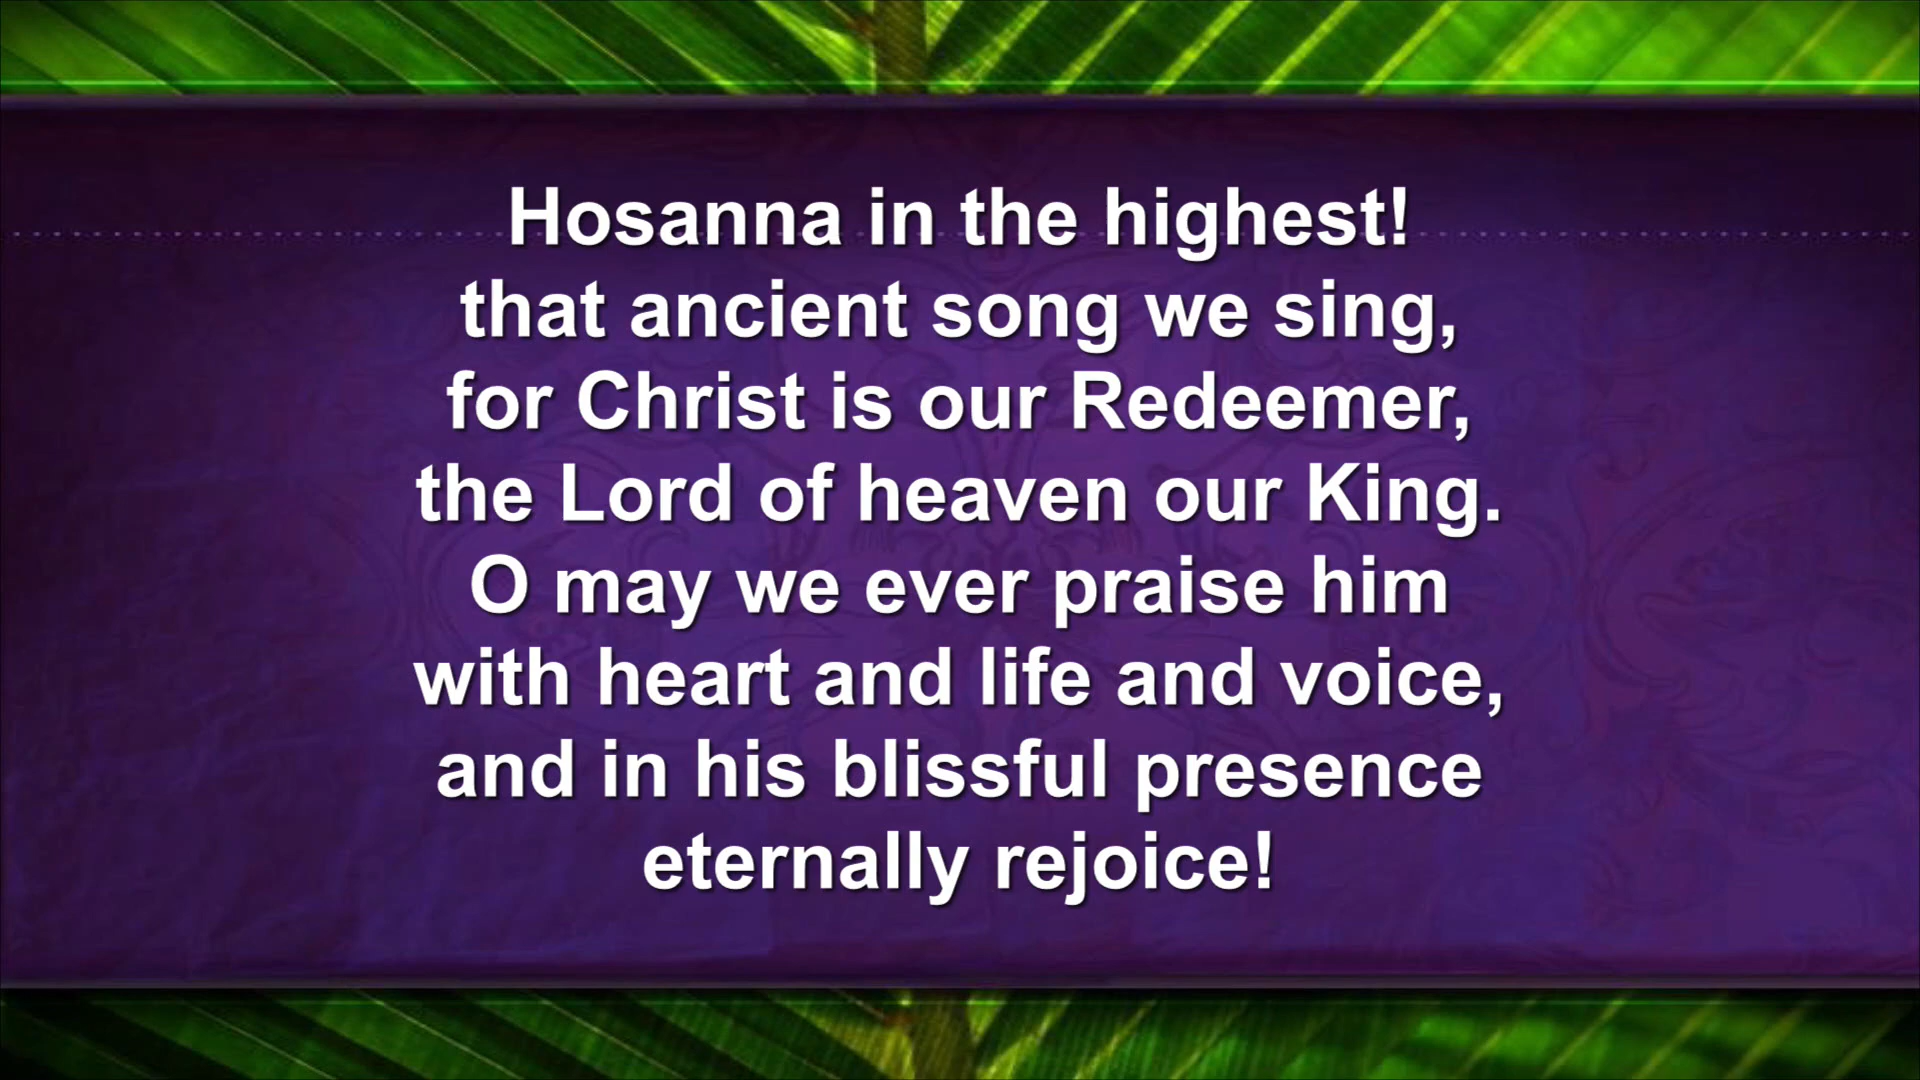 Hosanna in the highest!
that ancient song we sing,
for Christ is our Redeemer,
the Lord of heaven our King.
O may we ever praise him
with heart and life and voice,
and in his blissful presence
eternally rejoice!